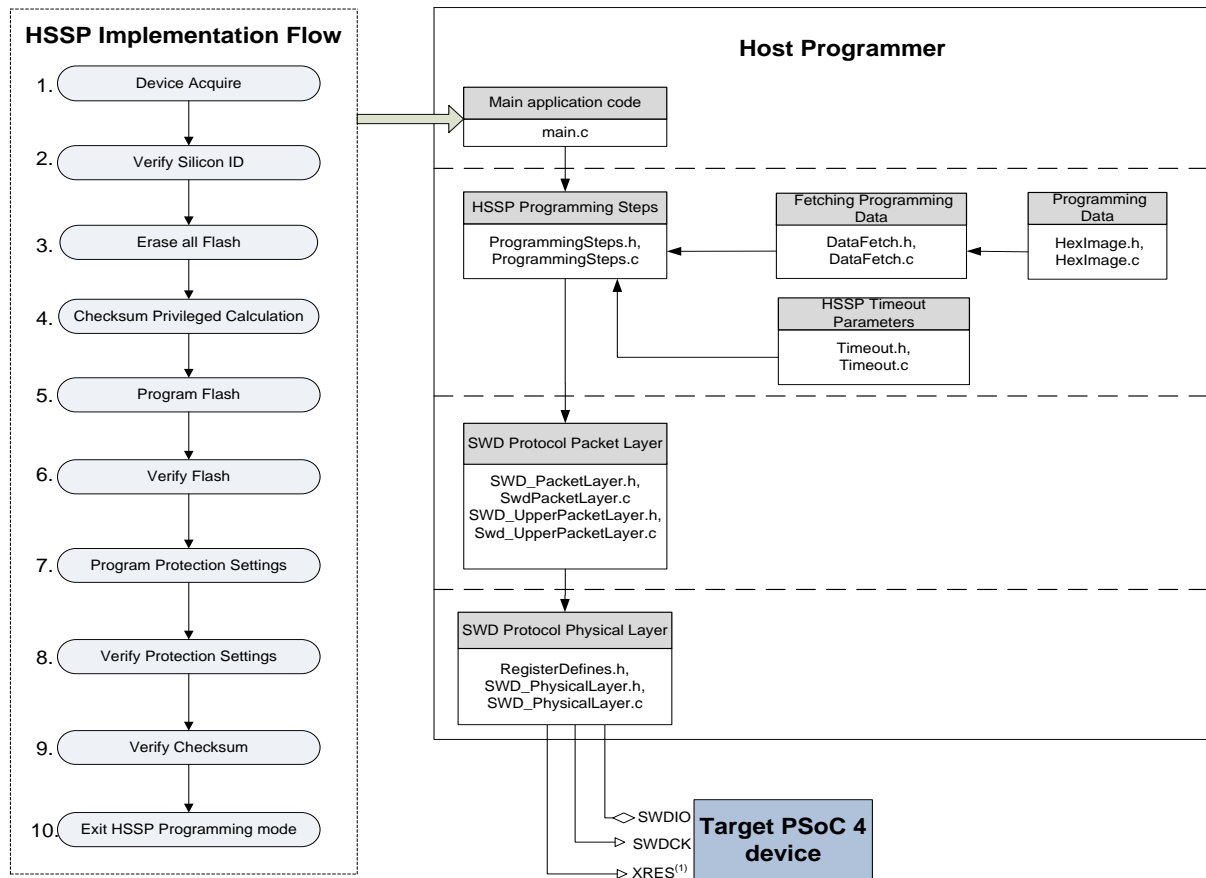 HSSP Implementation Flow
1. Device Acquire
2. Verify Silicon ID
3. Erase all Flash
4. Checksum Privileged Calculation
5. Program Flash
6. Verify Flash
7. Program Protection Settings
8. Verify Protection Settings
9. Verify Checksum
10. Exit HSSP Programming mode
Host Programmer
Main application code
main.c
HSSP Programming Steps
ProgrammingSteps.h,
ProgrammingSteps.c
Fetching Programming
Data
DataFetch.h,
DataFetch.c
Programming
Data
HexImage.h,
HexImage.c
HSSP Timeout
Parameters
Timeout.h,
Timeout.c
SWD Protocol Packet Layer
SWD_PacketLayer.h,
SwdPacketLayer.c
SWD_UpperPacketLayer.h,
Swd_UpperPacketLayer.c
SWD Protocol Physical Layer
RegisterDefines.h,
SWD_PhysicalLayer.h,
SWD_PhysicalLayer.c
SWDIO
SWDCK
XRES(1)
Target PSoC 4
device